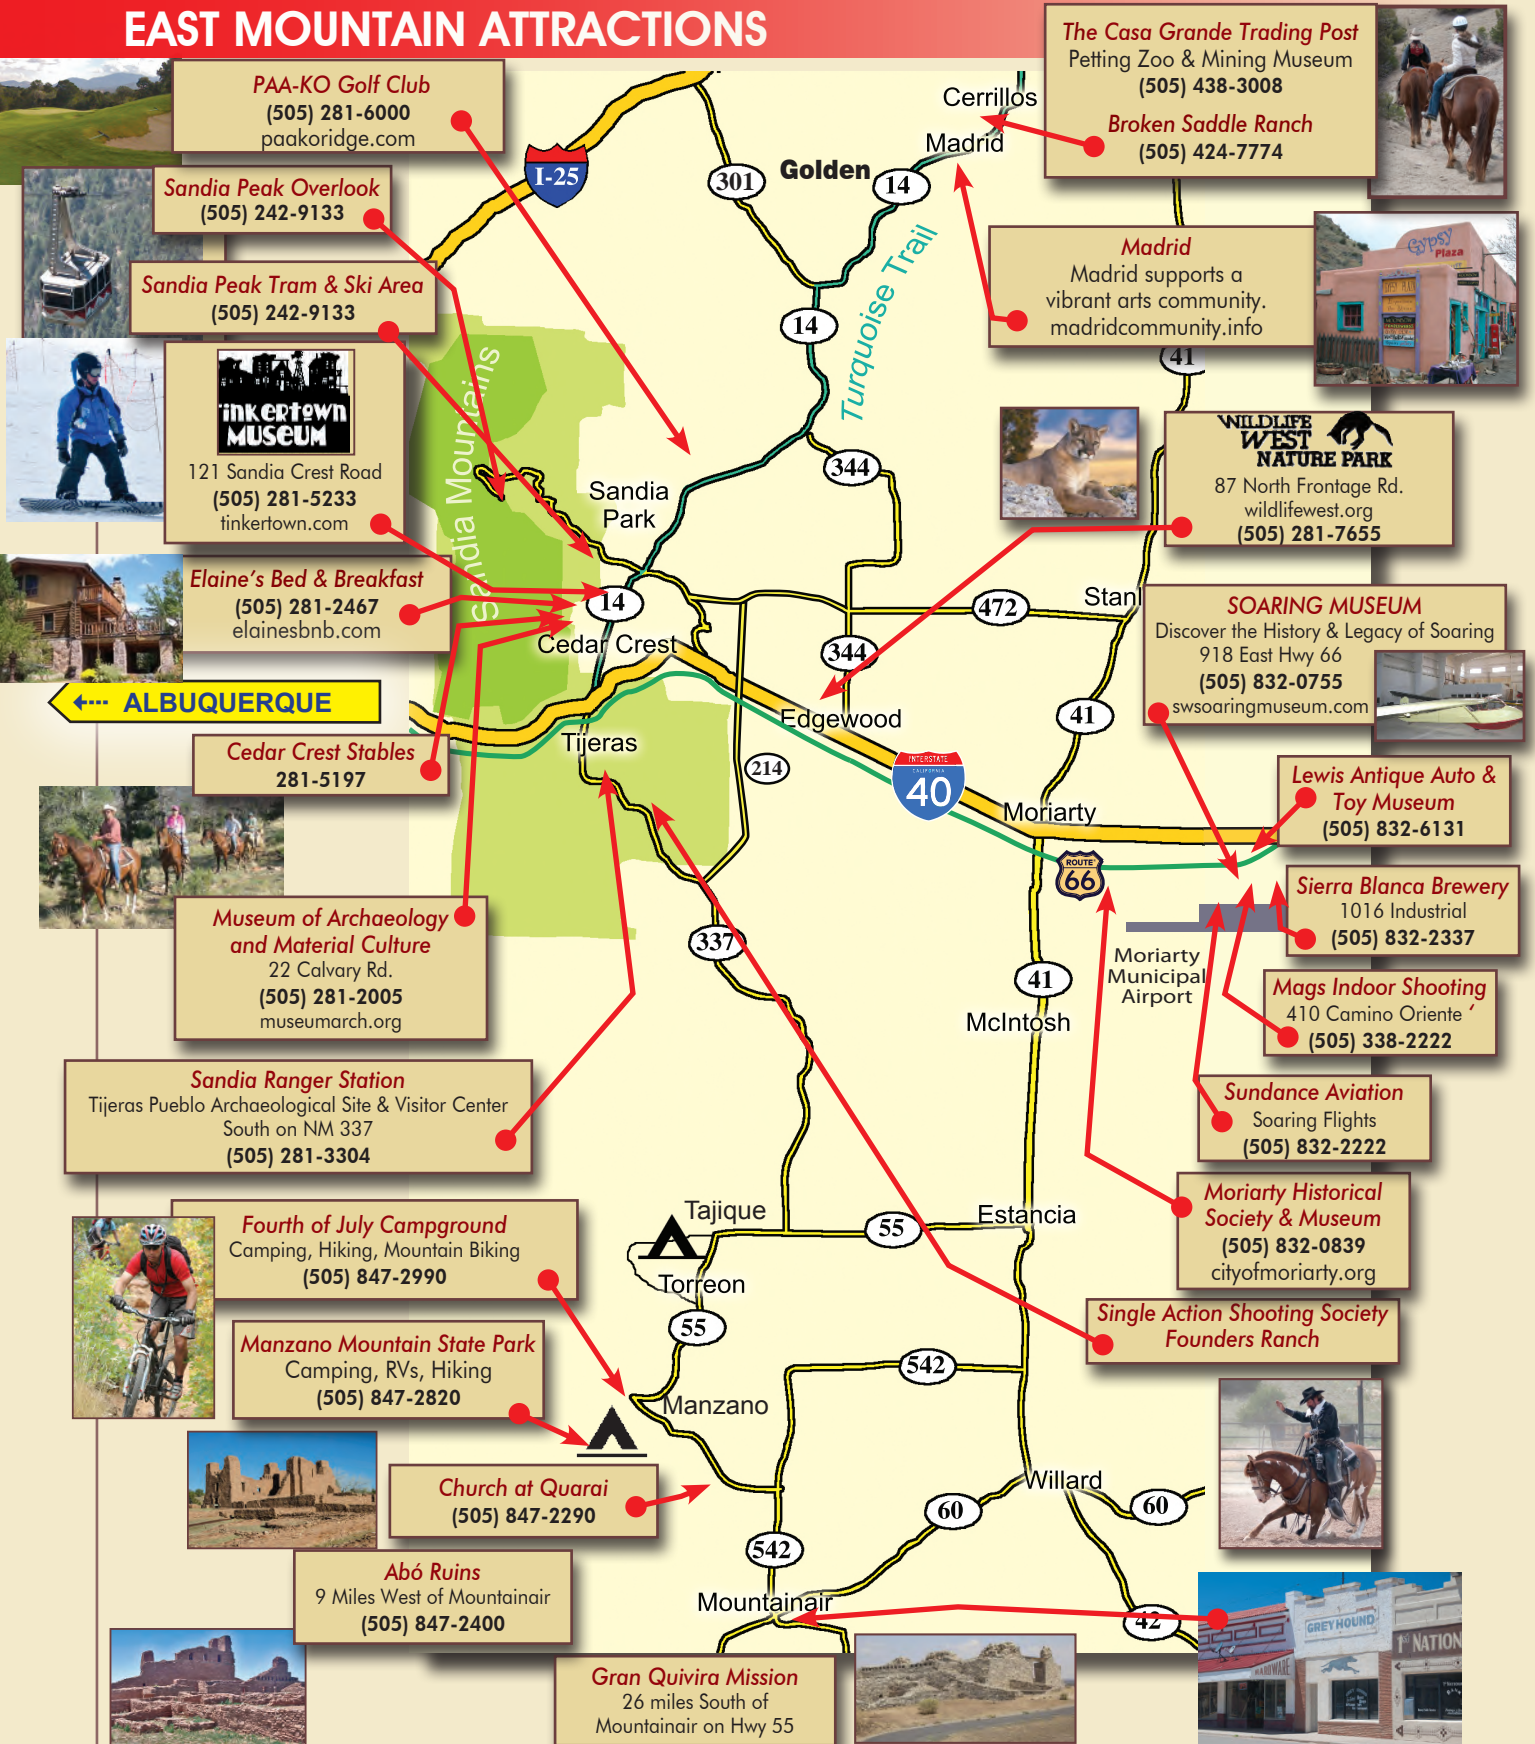 EAST MOUNTAIN ATTRACTIONS
PAA-KO Golf Club
(505) 281-6000
paakoridge.com
Sandia Peak Overlook
(505) 242-9133
Sandia Peak Tram & Ski Area
(505) 242-9133
TINKERTOWN
MUSEUM
121 Sandia Crest Road
(505) 281-5233
tinkertown.com
Elaine's Bed & Breakfast
(505) 281-2467
elainesbnb.com
ALBUQUERQUE
Cedar Crest Stables
281-5197
Museum of Archaeology
and Material Culture
22 Calvary Rd.
(505) 281-2005
museumarch.org
Sandia Ranger Station
Tijeras Pueblo Archaeological Site & Visitor Center
South on NM 337
(505) 281-3304
Fourth of July Campground
Camping, Hiking, Mountain Biking
(505) 847-2990
Manzano Mountain State Park
Camping, RVs, Hiking
(505) 847-2820
Church at Quarai
(505) 847-2290
Abó Ruins
9 Miles West of Mountainair
(505) 847-2400
Gran Quivira Mission
26 miles South of
Mountainair on Hwy 55
The Casa Grande Trading Post
Petting Zoo & Mining Museum
(505) 438-3008
Broken Saddle Ranch
(505) 424-7774
Madrid
Madrid supports a
vibrant arts community.
madridcommunity.info
Gypsy
Plaza
WILDLIFE
WEST
NATURE PARK
87 North Frontage Rd.
wildlifewest.org
(505) 281-7655
SOARING MUSEUM
Discover the History & Legacy of Soaring
918 East Hwy 66
(505) 832-0755
swsoaringmuseum.com
Lewis Antique Auto &
Toy Museum
(505) 832-6131
Sierra Blanca Brewery
1016 Industrial
(505) 832-2337
Mags Indoor Shooting
410 Camino Oriente ‘
(505) 338-2222
Sundance Aviation
Soaring Flights
(505) 832-2222
Moriarty Historical
Society & Museum
(505) 832-0839
cityofmoriarty.org
Single Action Shooting Society
Founders Ranch
HARDWARE
GREYHOUND
1st NATION
Cerrillos
Madrid
Golden
I-25
301
14
14
Turquoise Trail
41
Sandia Mountains
344
Sandia
Park
14
472
Stanl
Cedar Crest
344
41
Edgewood
Tijeras
214
INTERSTATE
CALIFORNIA
40
Moriarty
ROUTE
66
337
41
Moriarty
Municipal
Airport
McIntosh
Tajique
55
Estancia
Torreon
55
542
Manzano
Willard
60
60
542
Mountainair
42